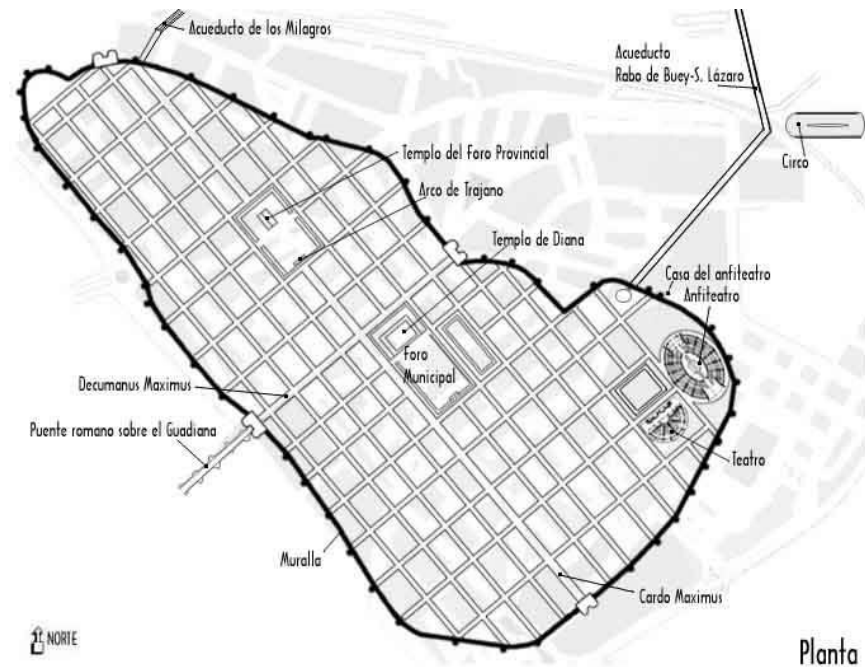 Acueducto de los Milagros
Acueducto
Rabo de Buey-S. Lázaro
Circo
Templo del Foro Provincial
Arco de Trajano
Templo de Diana
Casa del anfiteatro
Anfiteatro
Foro
Municipal
Decumanus Maximus
Puente romano sobre el Guadiana
Teatro
Muralla
Cardo Maximus
NORTE
Planta